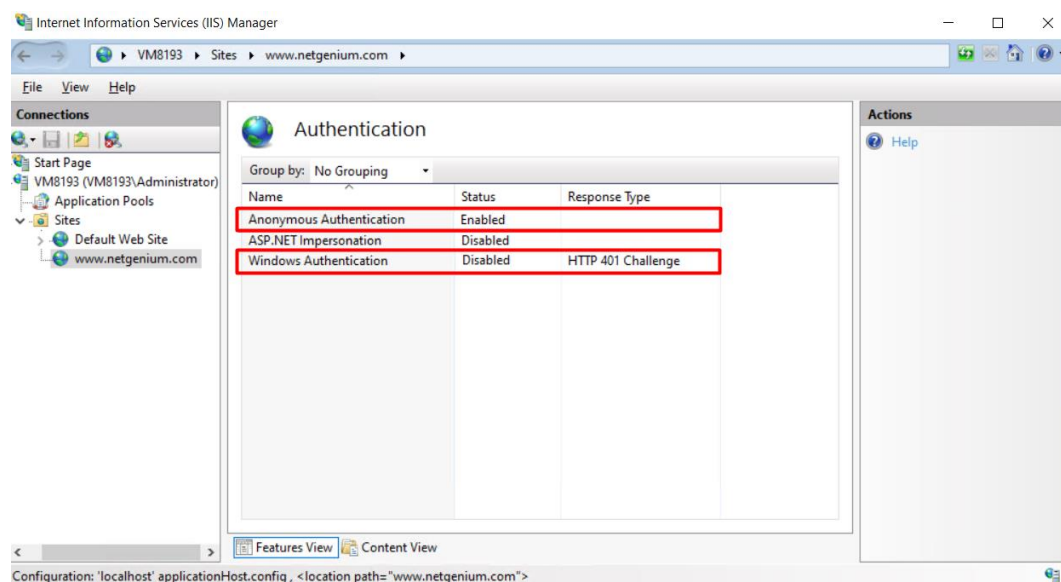 Internet Information Services (IIS) Manager
VM8193 Sites www.netgenium.com
File View Help
Connections
Start Page
VM8193 (VM8193\Administrator)
Application Pools
Sites
Default Web Site
www.netgenium.com
Authentication
Group by: No Grouping
Name Status Response Type
Anonymous Authentication Enabled
ASP.NET Impersonation Disabled
Windows Authentication Disabled HTTP 401 Challenge
Features View Content View
Actions
Help
Configuration: 'localhost' applicationHost.config , <location path="www.netgenium.com">